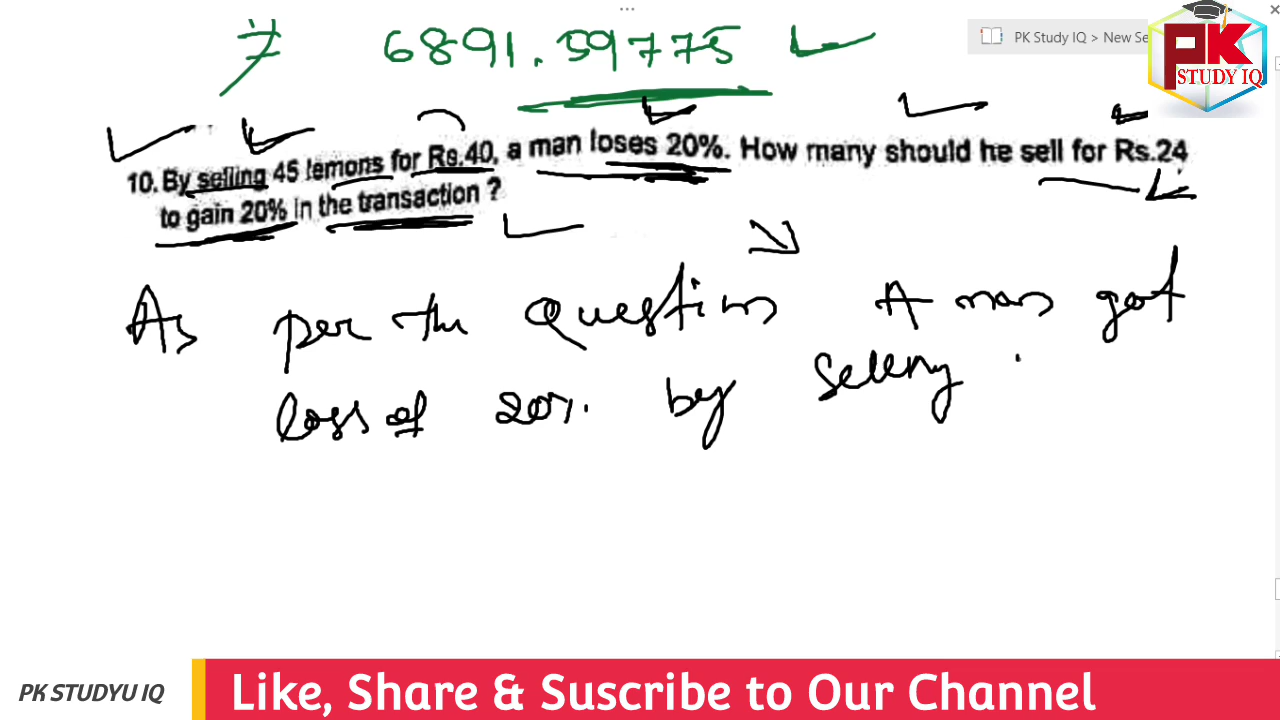 7 6891.59775
PK Study IQ > New Se
PK
STUDY IQ
10. By selling 45 lemons for Rs.40, a man loses 20%. How many should he sell for Rs.24
to gain 20% in the transaction ?
As per the Question A man got
loss of 20% by selling
PK STUDYU IQ
Like, Share & Suscribe to Our Channel